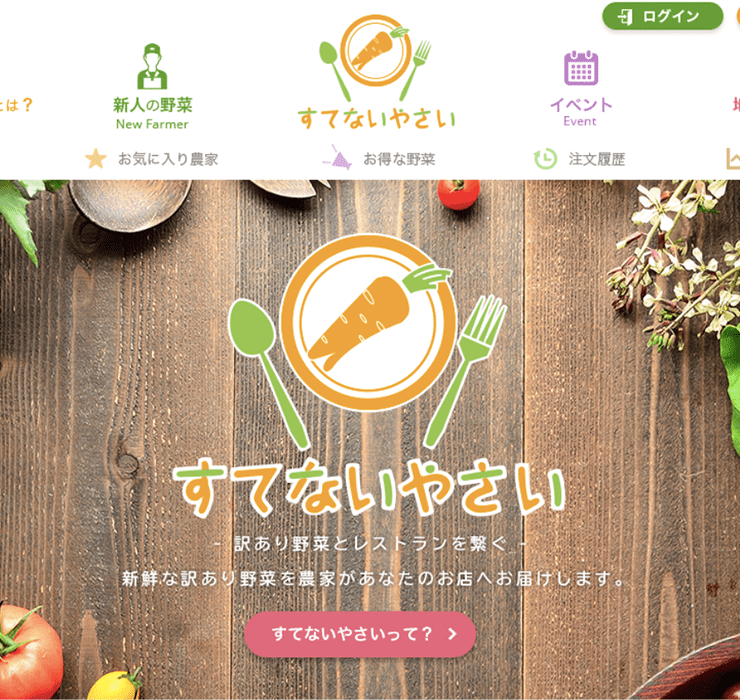 ログイン
とは？
新人の野菜
New Farmer
すてないやさい
イベント
Event
お気に入り農家
お得な野菜
注文履歴
すてないやさい
- 訳あり野菜とレストランを繋ぐ -
新鮮な訳あり野菜を農家があなたのお店へお届けします。
すてないやさいって？